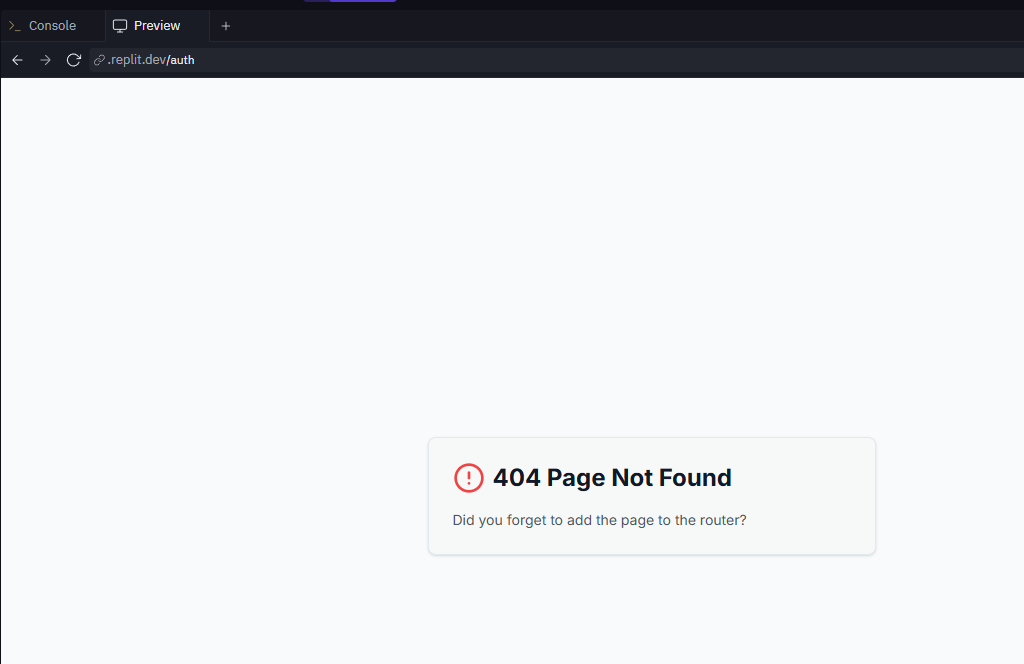 Console
Preview
.replit.dev/auth
404 Page Not Found
Did you forget to add the page to the router?